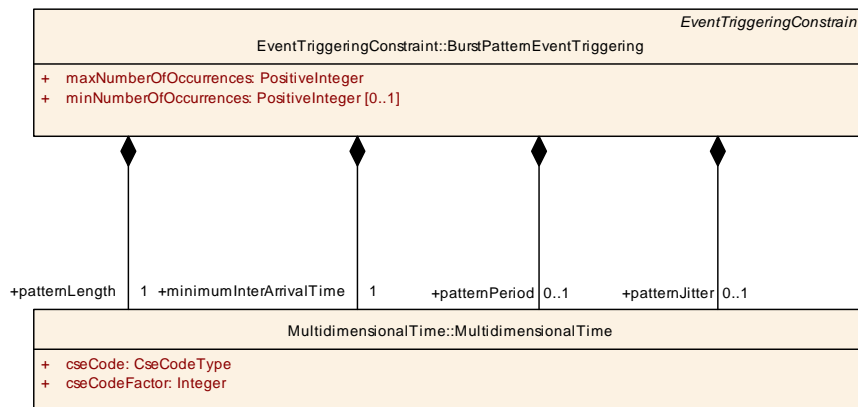 EventTriggeringConstraint
EventTriggeringConstraint::BurstPatternEventTriggering
+ maxNumberOfOccurrences: PositiveInteger
+ minNumberOfOccurrences: PositiveInteger [0..1]
+patternLength 1 +minimumInterArrivalTime 1 +patternPeriod 0..1 +patternJitter 0..1
MultidimensionalTime::MultidimensionalTime
+ cseCode: CseCodeType
+ cseCodeFactor: Integer